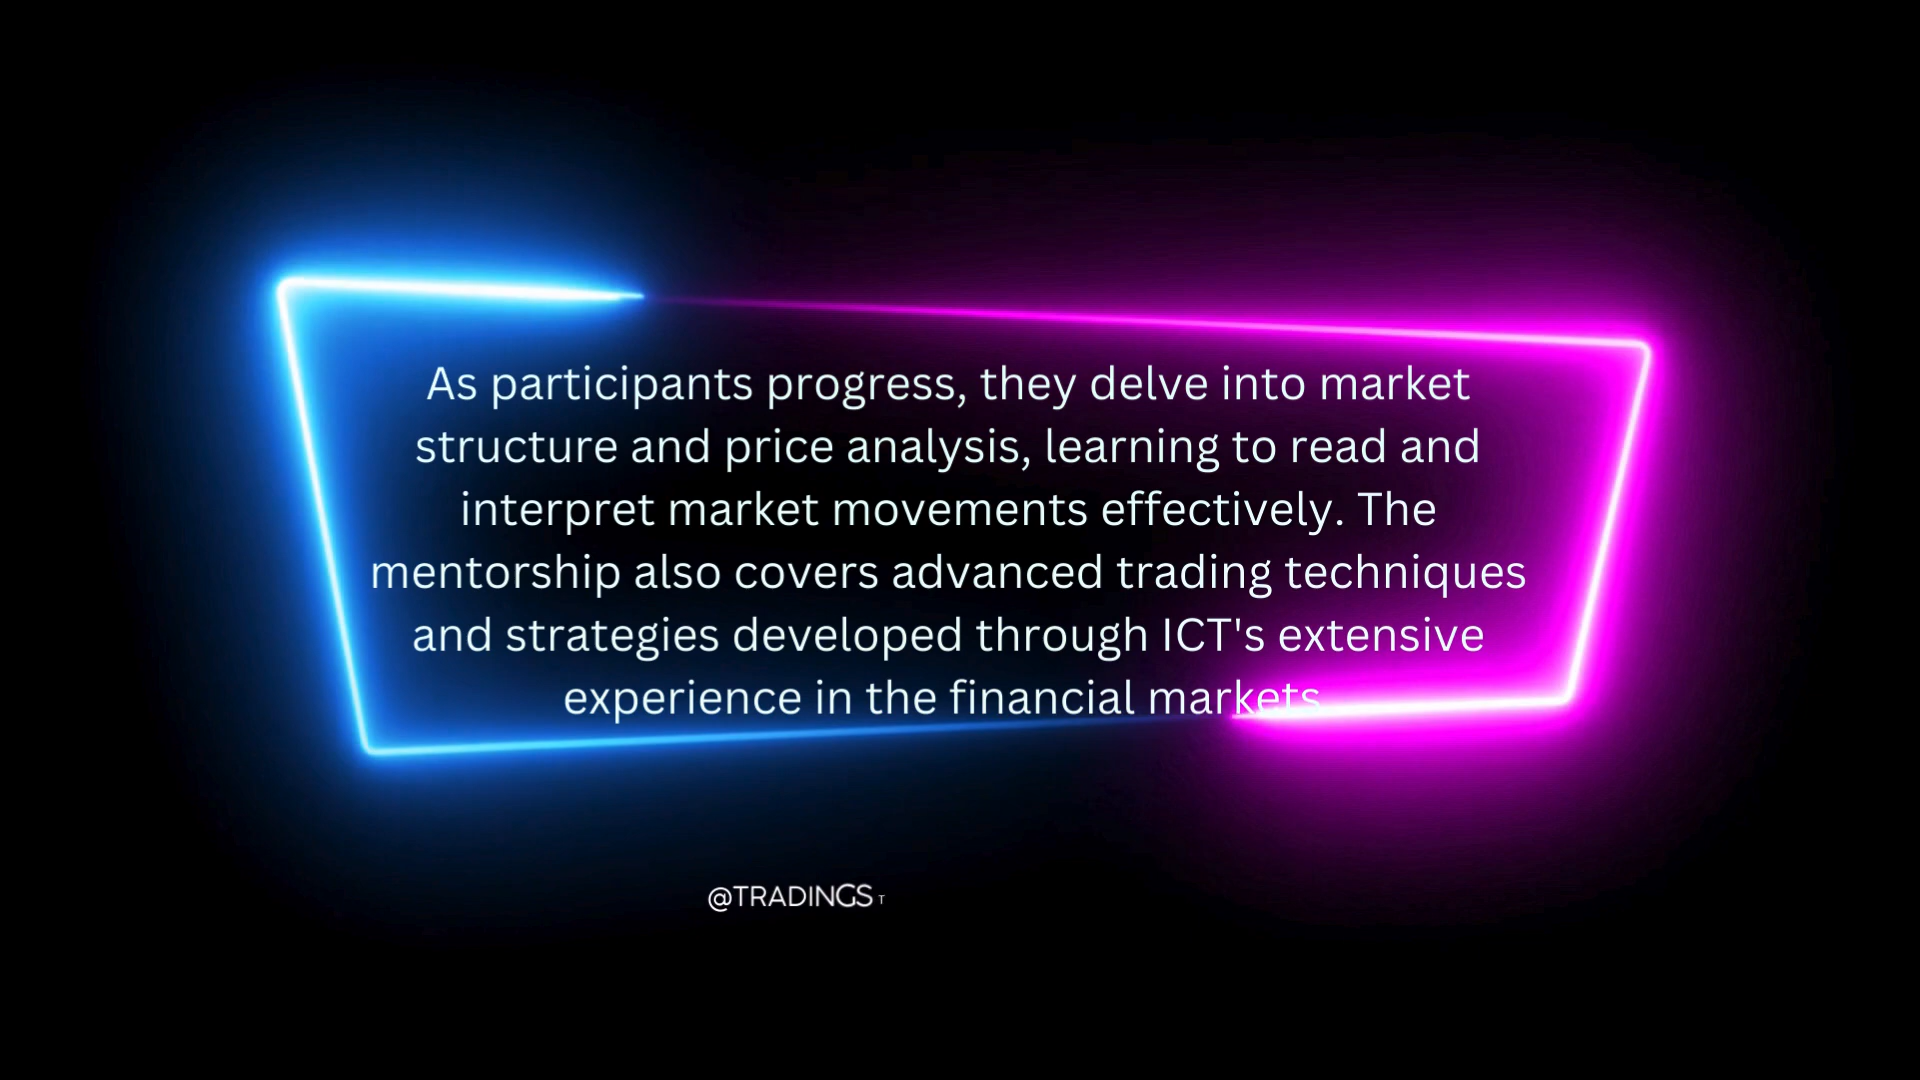 As participants progress, they delve into market
structure and price analysis, learning to read and
interpret market movements effectively. The
mentorship also covers advanced trading techniques
and strategies developed through ICT's extensive
experience in the financial markets.
@TRADINGS T